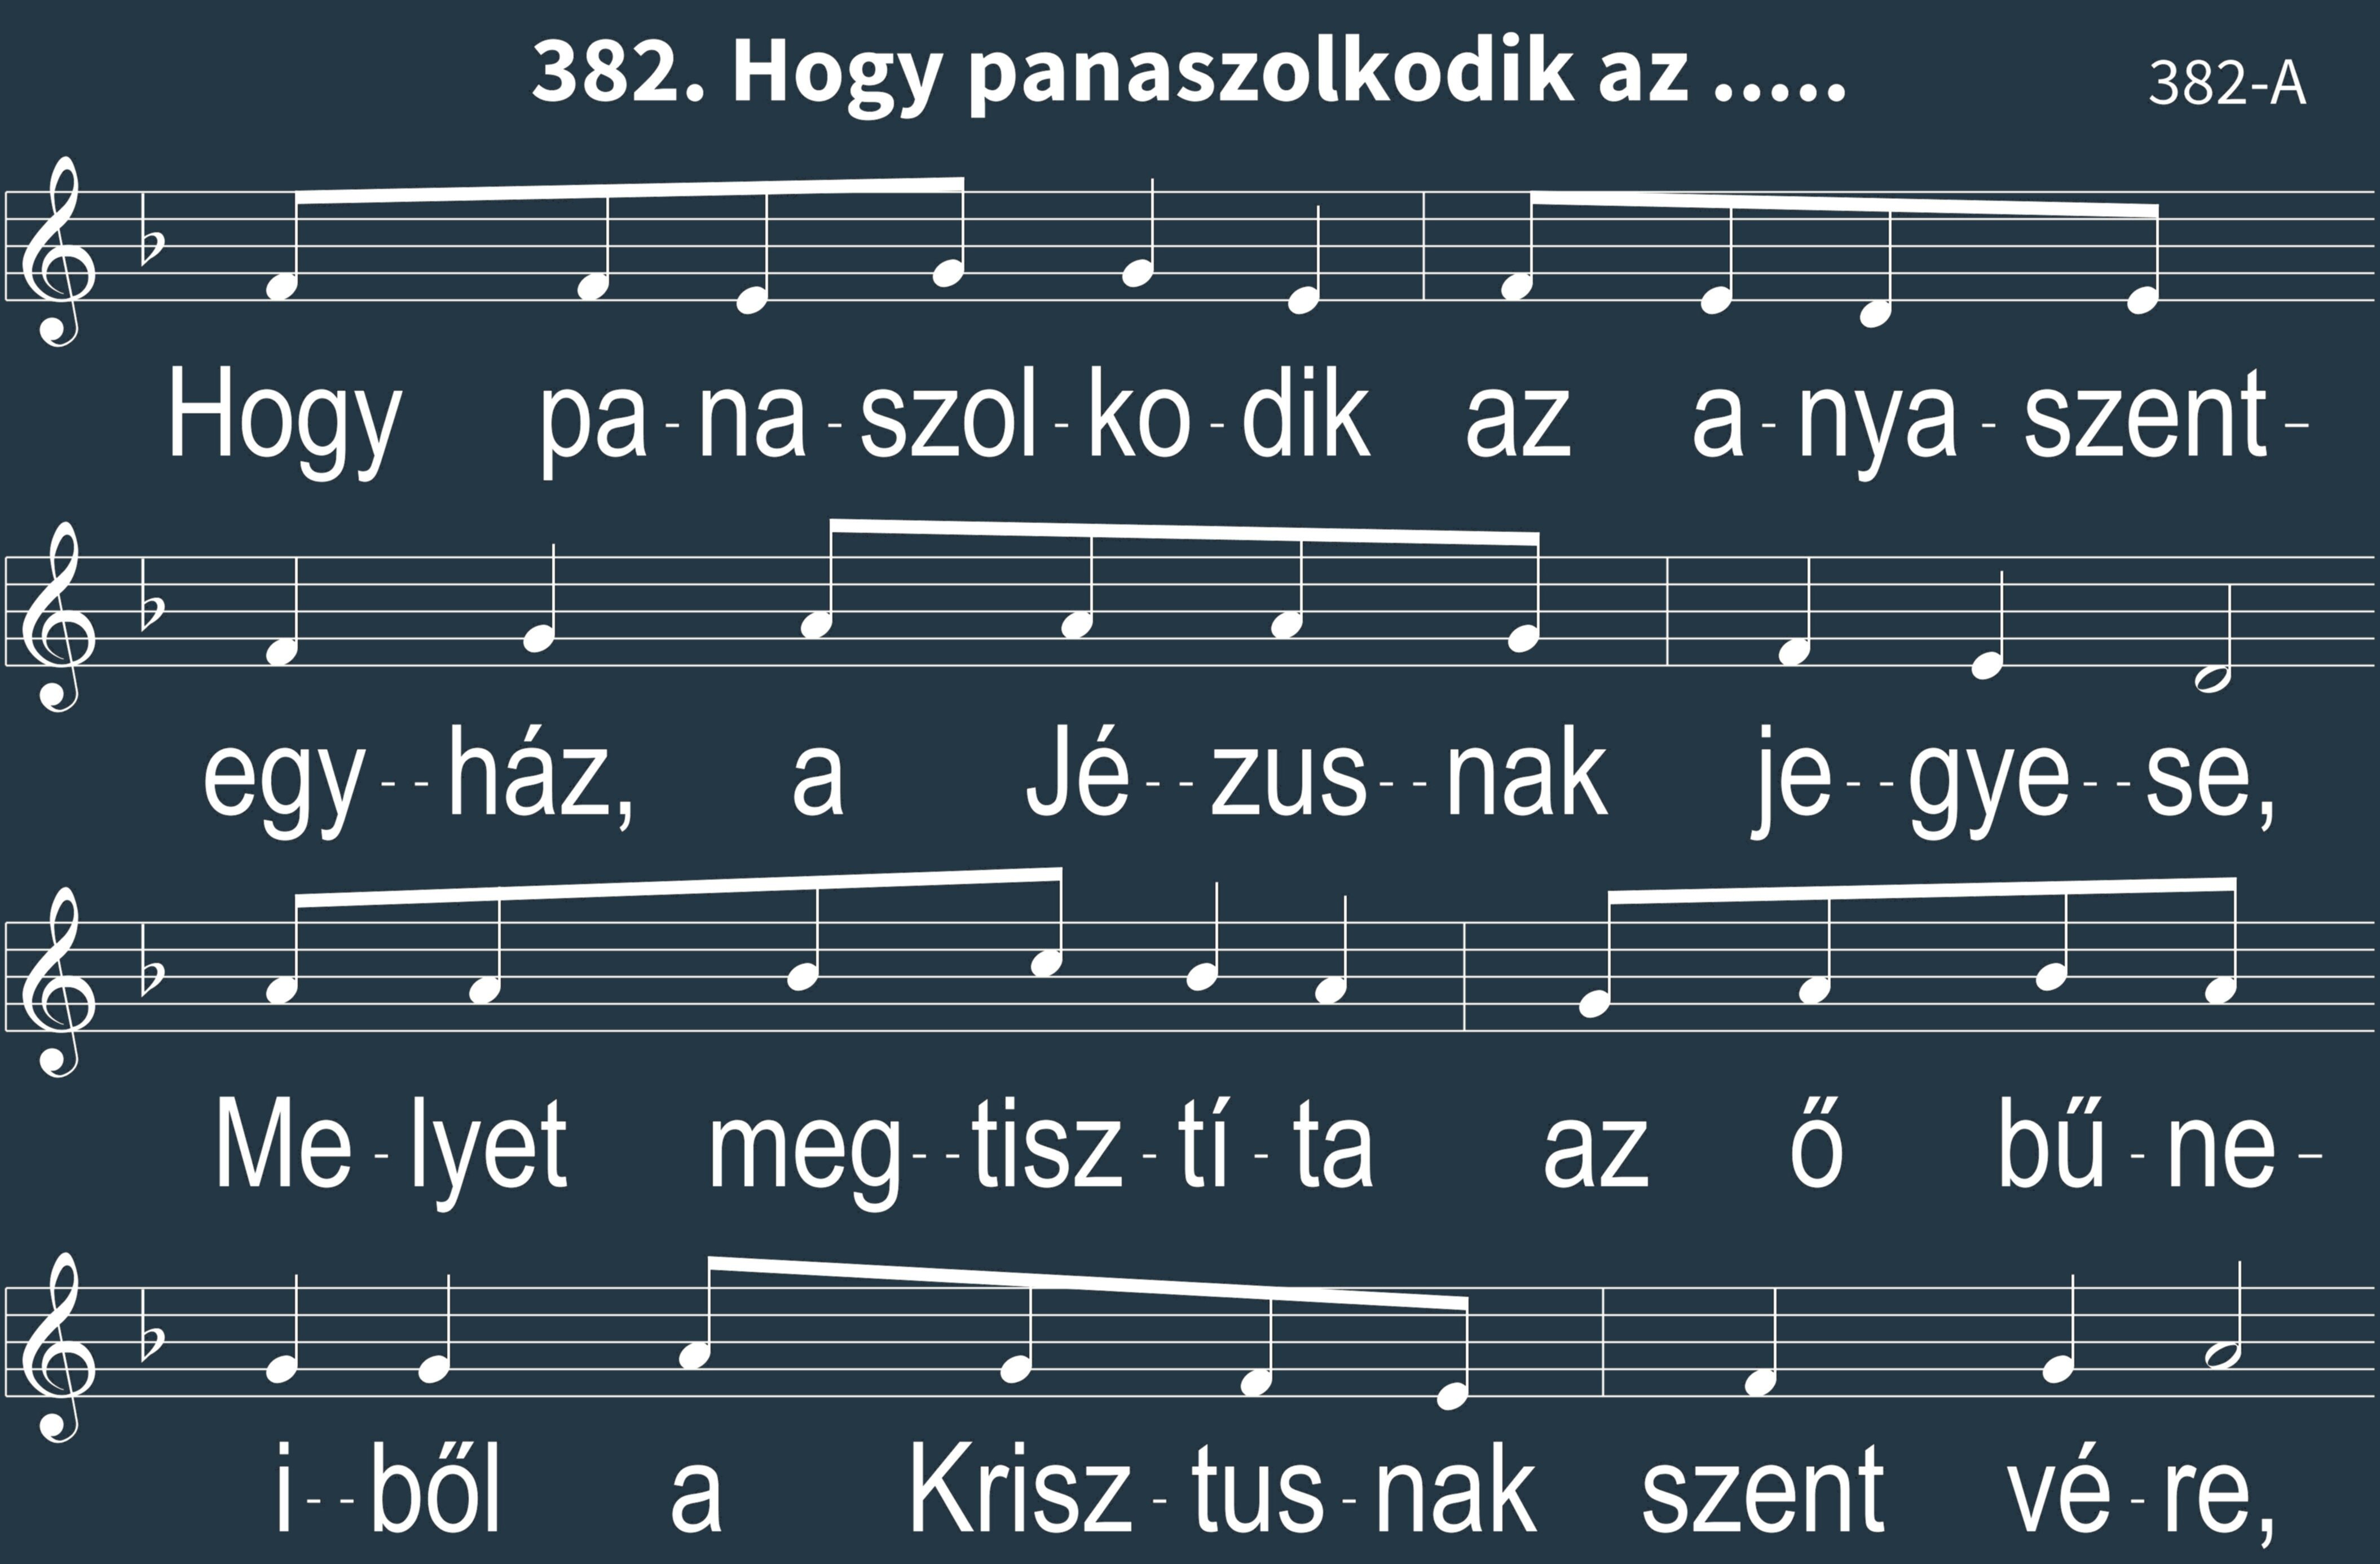 382. Hogy panaszolkodik az .....
382-A
Hogy pa-na-szol-ko-dik az a-nya-szent-
egy--ház, a Jé--zus--nak je--gye--se,
Me-lyet meg--tisz-tí-ta az ő bű-ne-
i--ből a Krisz-tus-nak szent vé-re,